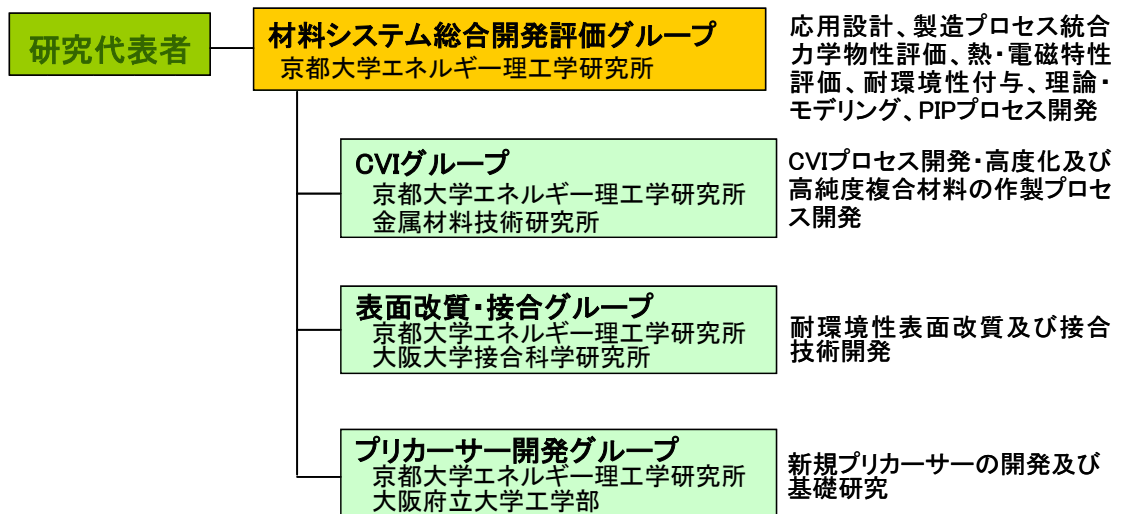 研究代表者
材料システム総合開発評価グループ
京都大学エネルギー理工学研究所
応用設計、製造プロセス統合
力学物性評価、熱・電磁特性
評価、耐環境性付与、理論・
モデリング、PIPプロセス開発
CVIグループ
京都大学エネルギー理工学研究所
金属材料技術研究所
CVIプロセス開発・高度化及び
高純度複合材料の作製プロセ
ス開発
表面改質・接合グループ
京都大学エネルギー理工学研究所
大阪大学接合科学研究所
耐環境性表面改質及び接合
技術開発
プリカーサー開発グループ
京都大学エネルギー理工学研究所
大阪府立大学工学部
新規プリカーサーの開発及び
基礎研究